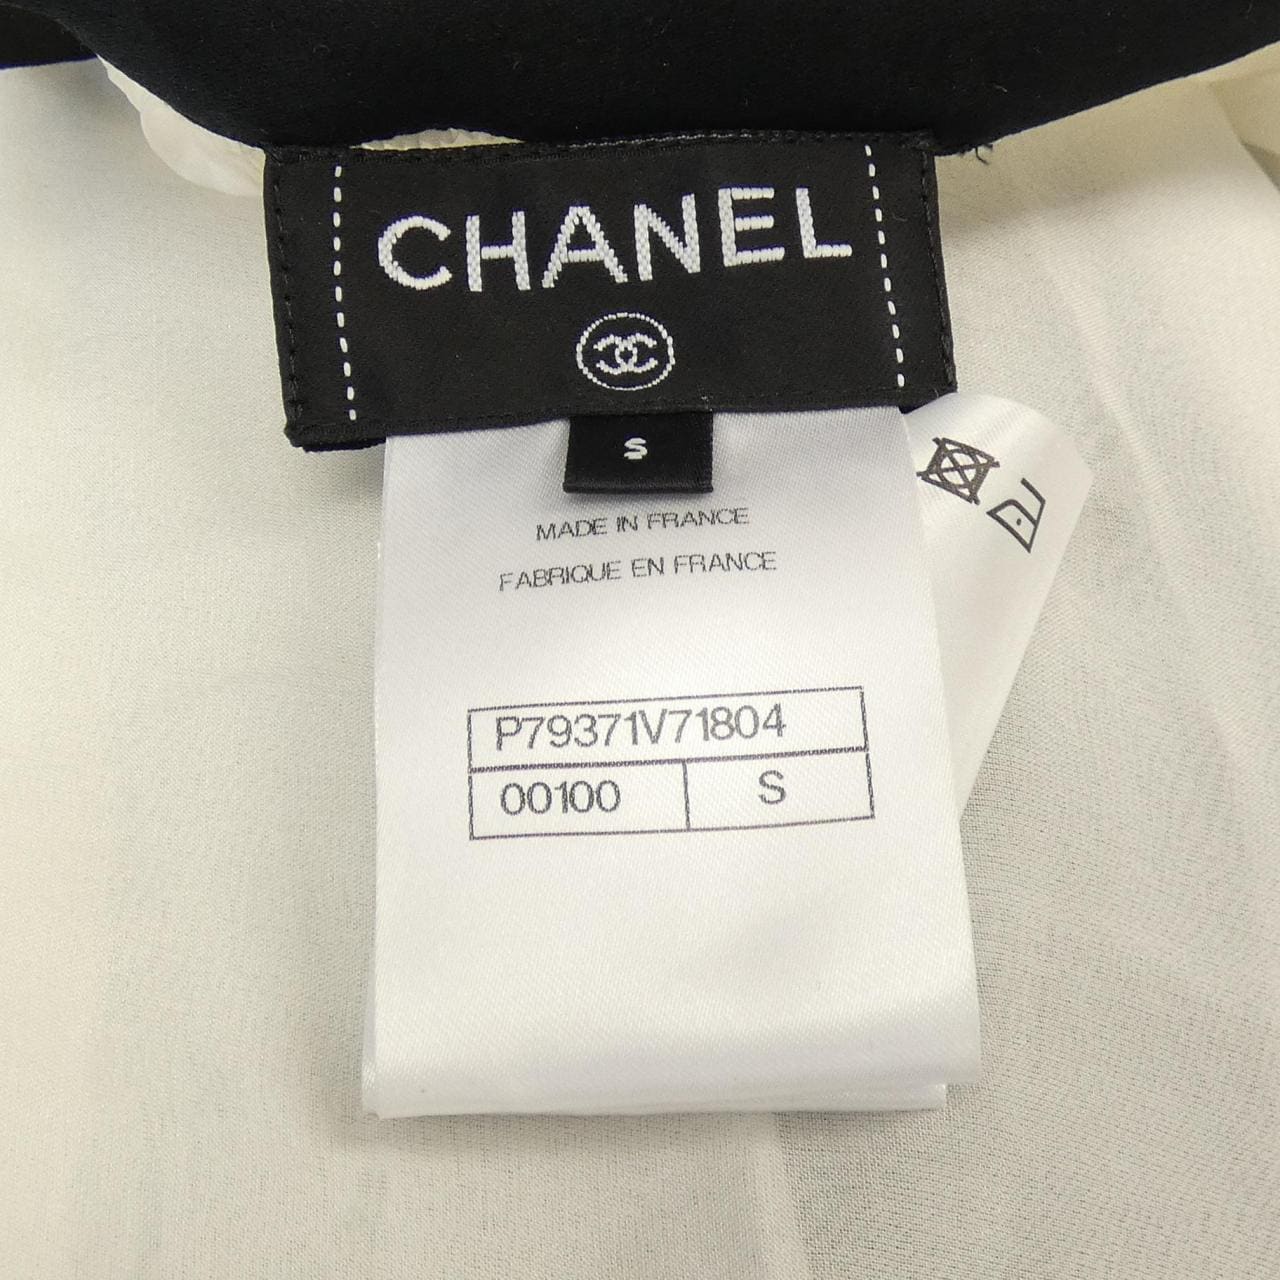 CHANEL
S
MADE IN FRANCE
FABRIQUE EN FRANCE
P79371V71804
00100 S